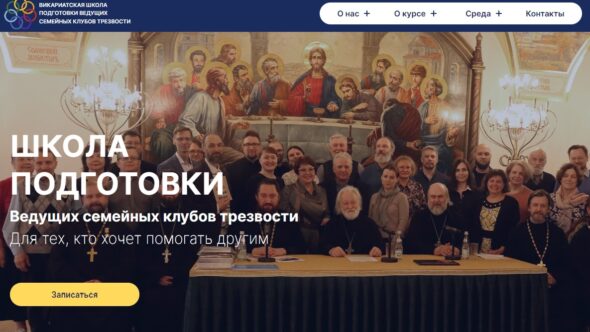 ВИКАРИАТСКАЯ ШКОЛА
ПОДГОТОВКИ ВЕДУЩИХ
СЕМЕЙНЫХ КЛУБОВ ТРЕЗВОСТИ
О нас + О курсе + Среда + Контакты
ШКОЛА
ПОДГОТОВКИ
Ведущих семейных клубов трезвости
Для тех, кто хочет помогать другим
Записаться